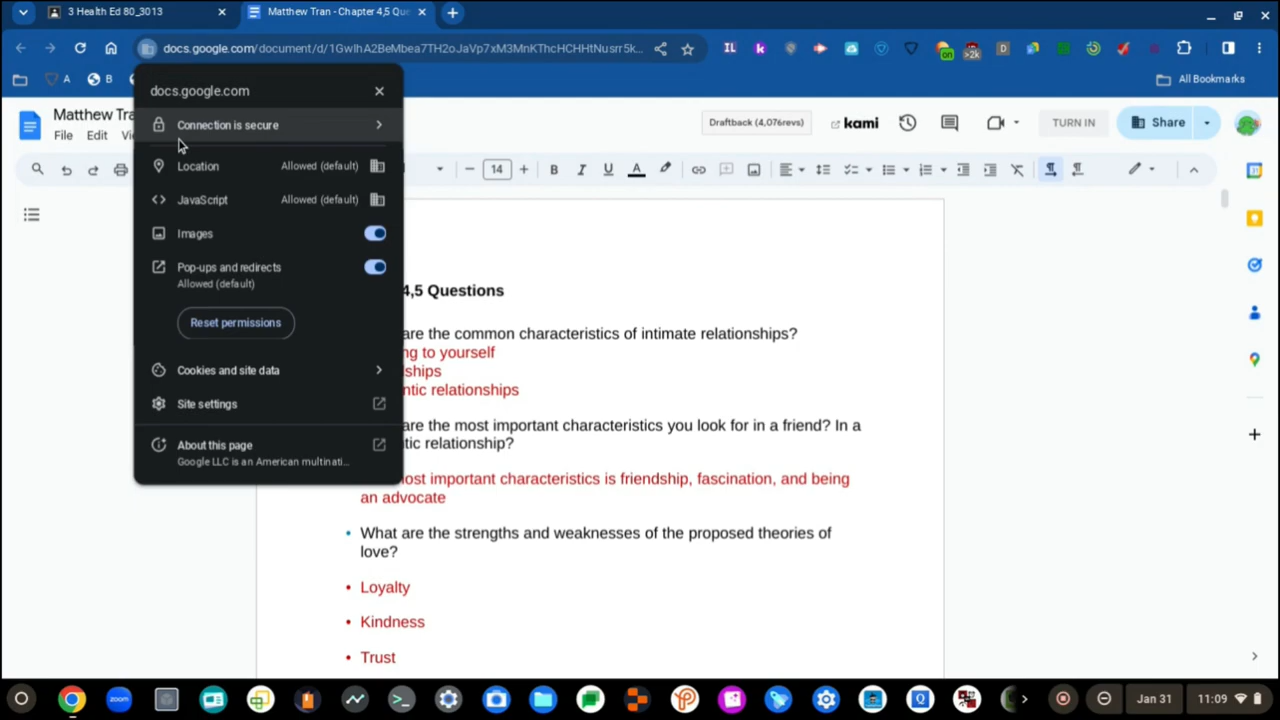 3 Health Ed 80_3013
Matthew Tran - Chapter 4,5 Que
docs.google.com/document/d/1GwIhA2BeMbea7TH2oJaVp7xM3MnKThcHCHHtNusrr5k...
A
B
All Bookmarks
docs.google.com
Connection is secure
Location Allowed (default)
JavaScript Allowed (default)
Images
Pop-ups and redirects
Allowed (default)
Reset permissions
Cookies and site data
Site settings
About this page
Google LLC is an American multinati...
Matthew Tra
File Edit Vi
Draftback (4,076revs)
kami
TURN IN
Share
14
B I U A
4,5 Questions
are the common characteristics of intimate relationships?
ng to yourself
ships
ntic relationships
are the most important characteristics you look for in a friend? In a
tic relationship?
most important characteristics is friendship, fascination, and being
an advocate
• What are the strengths and weaknesses of the proposed theories of
love?
• Loyalty
• Kindness
• Trust
zoom
Jan 31
11:09